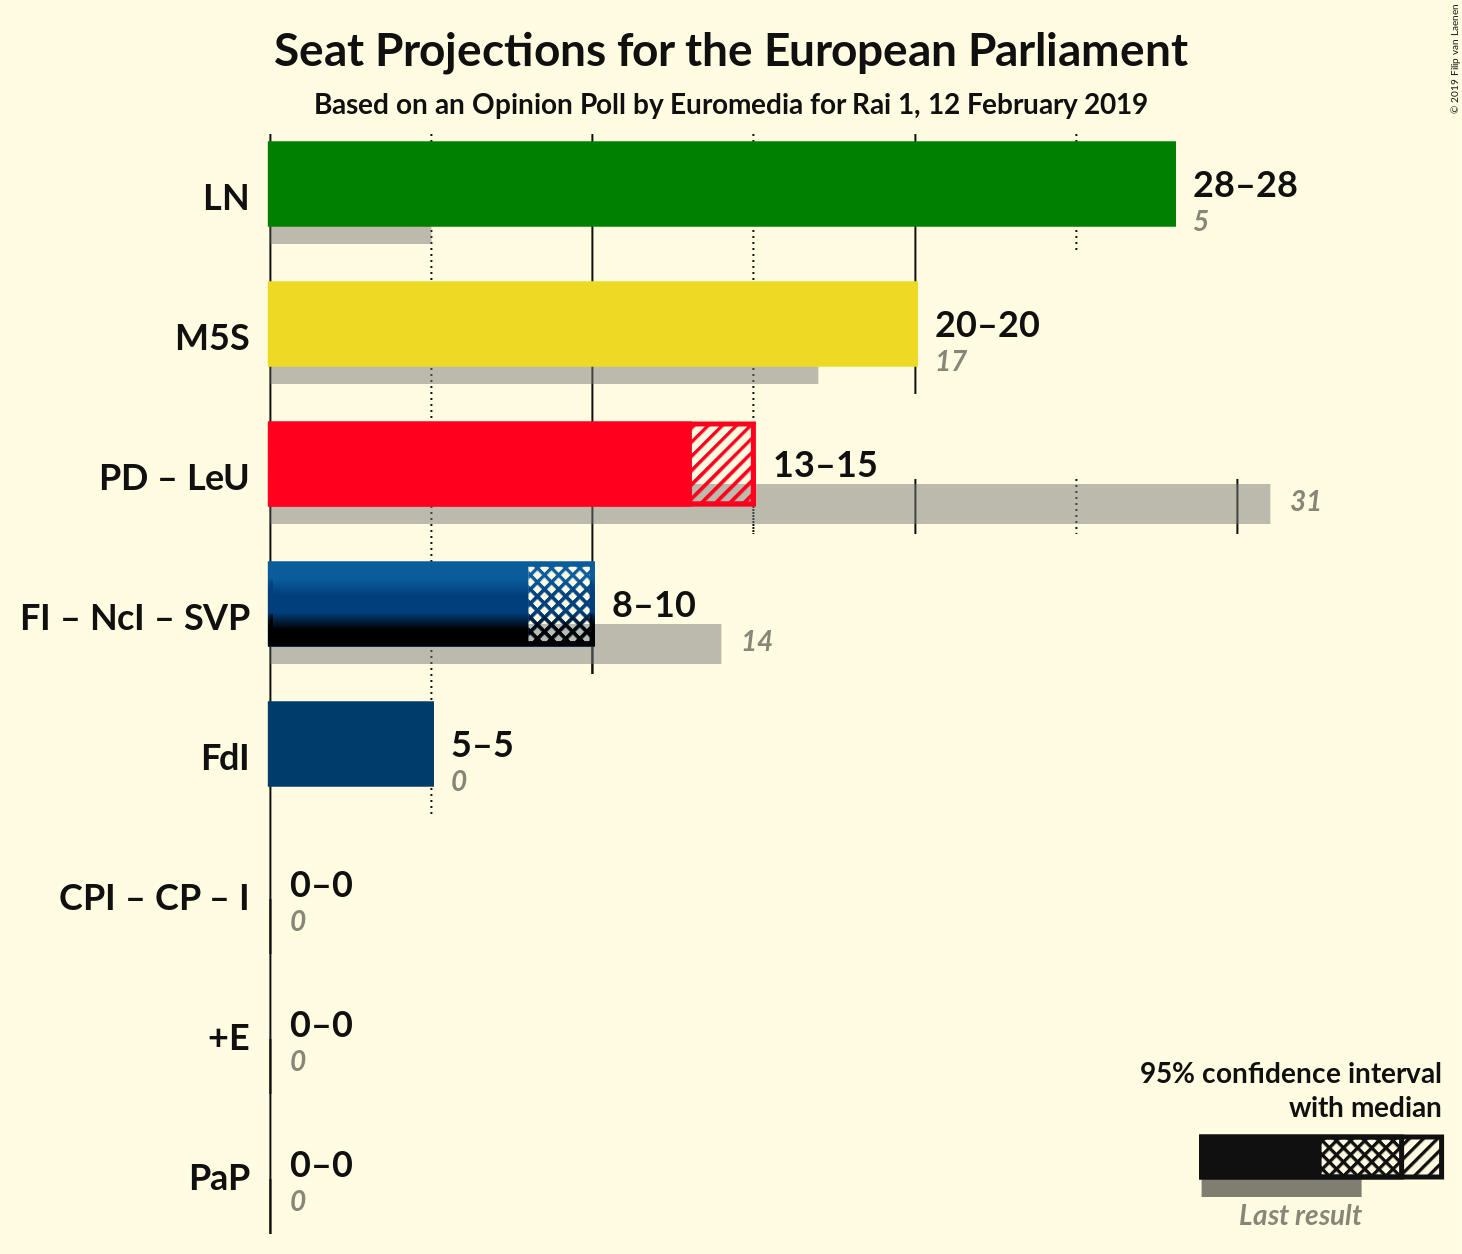 Seat Projections for the European Parliament
Based on an Opinion Poll by Euromedia for Rai 1, 12 February 2019
© 2019 Filip van Laenen
LN
28–28
5
M5S
20–20
17
PD – LeU
13–15
31
FI – NcI – SVP
8–10
14
FdI
5–5
0
CPI – CP – I
0–0
0
+E
0–0
0
PaP
0–0
0
95% confidence interval
with median
Last result